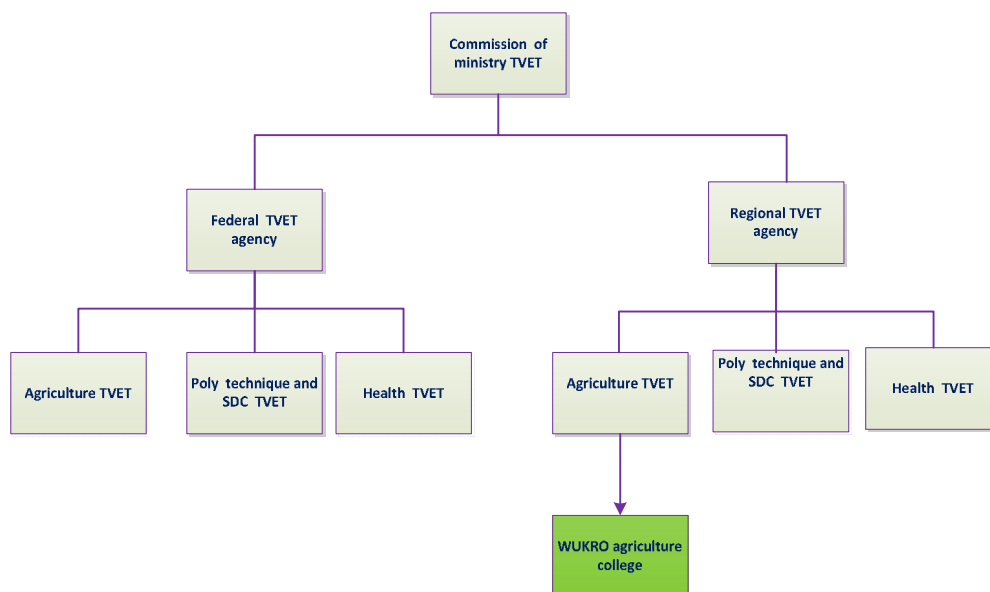 Commission of
ministry TVET
Federal TVET
agency
Regional TVET
agency
Agriculture TVET
Poly technique and
SDC TVET
Health TVET
Agriculture TVET
Poly technique and
SDC TVET
Health TVET
WUKRO agriculture
college